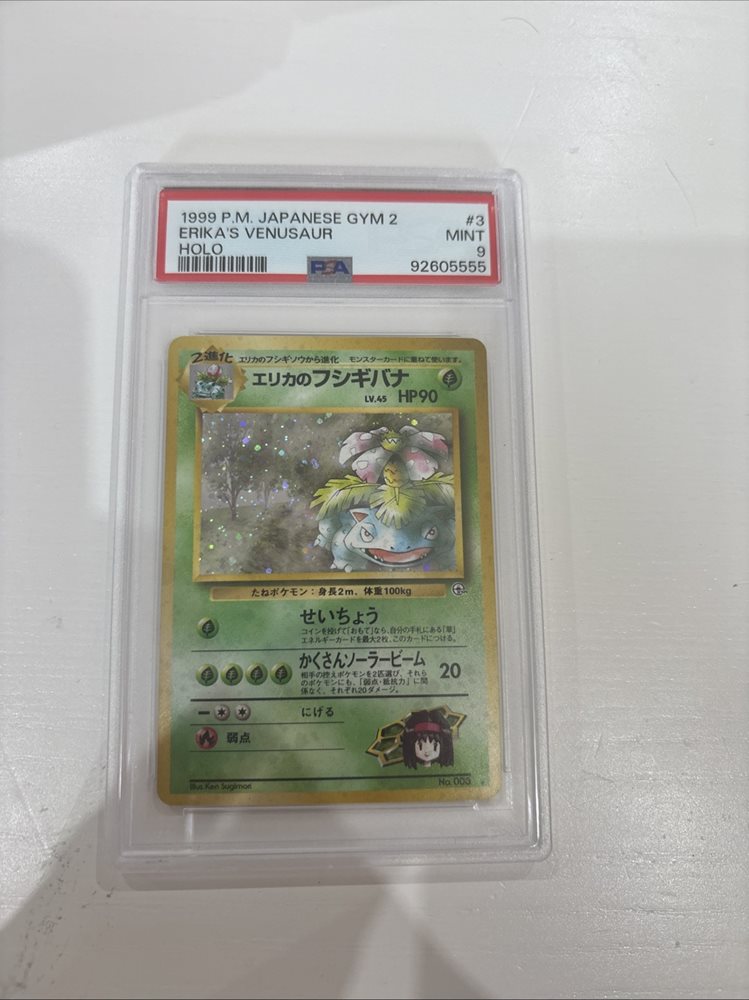 1999 P.M. JAPANESE GYM 2 #3
ERIKA'S VENUSAUR MINT
HOLO 9
PSA 92605555
2進化 エリカのフシギソウから進化 モンスターカードに重ねて使います。
エリカのフシギバナ
LV.45 HP90
たねポケモン：身長2m、体重100kg
せいちょう
コインを投げて「おもて」なら、自分の手札にある「草」
エネルギーカードを最大2枚、このカードにつける。
かくさんソーラービーム 20
相手の控えポケモンを2匹選び、それら
のポケモンにも、「弱点・抵抗力」に関
係なく、それぞれ20ダメージ。
にげる
弱点
Illus. Ken Sugimori No. 003